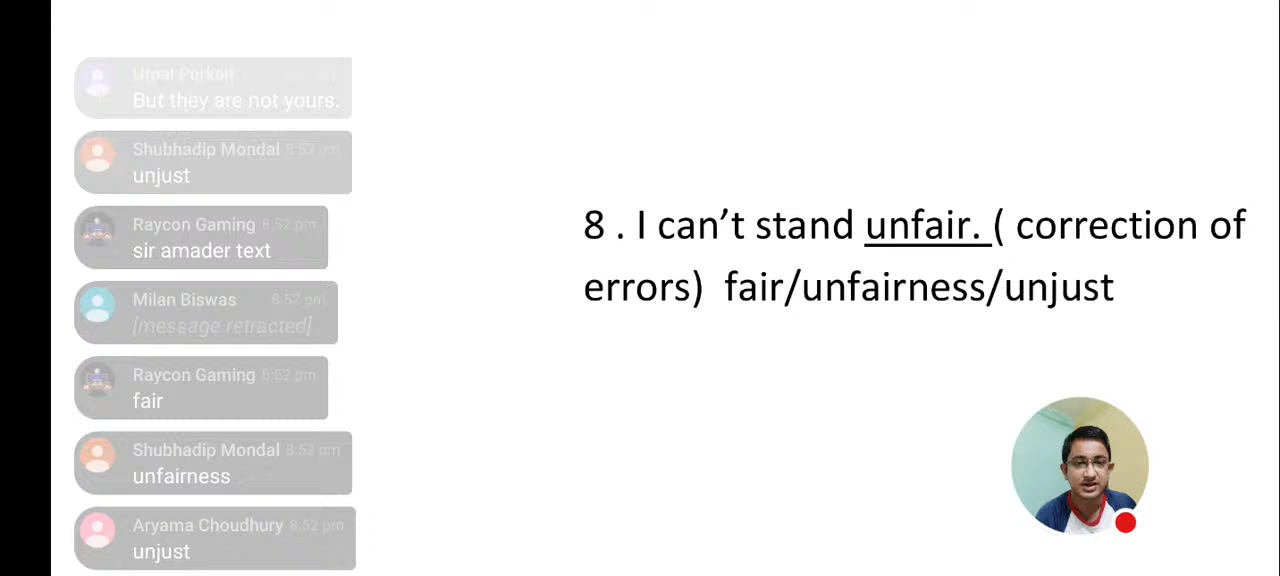 Utpal Purkait
But they are not yours.
Shubhadip Mondal 8:52 pm
unjust
Raycon Gaming 8:52 pm
sir amader text
Milan Biswas 8:52 pm
[message retracted]
Raycon Gaming 8:52 pm
fair
Shubhadip Mondal 8:52 pm
unfairness
Aryama Choudhury 8:52 pm
unjust
8 . I can’t stand unfair. ( correction of
errors) fair/unfairness/unjust